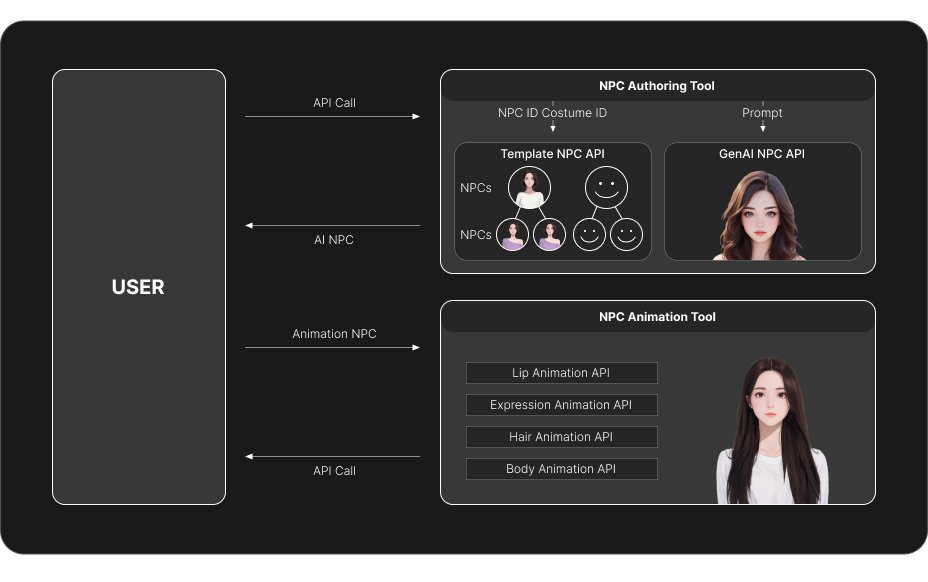 USER
API Call
AI NPC
Animation NPC
API Call
NPC Authoring Tool
NPC ID Costume ID
Prompt
Template NPC API
NPCs
NPCs
GenAI NPC API
NPC Animation Tool
Lip Animation API
Expression Animation API
Hair Animation API
Body Animation API